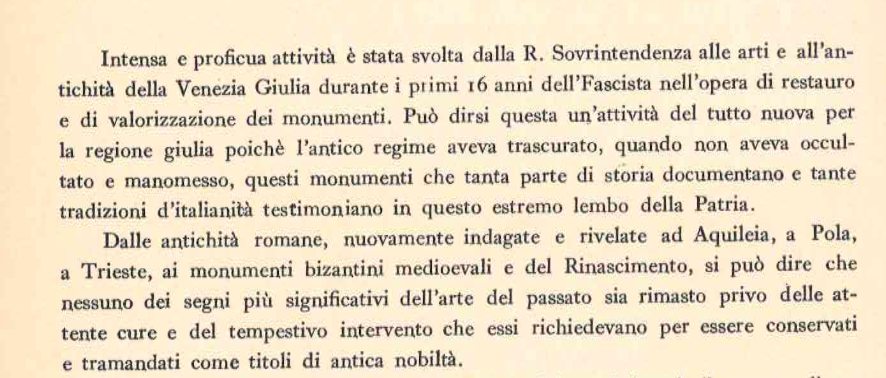 Intensa e proficua attività è stata svolta dalla R. Sovrintendenza alle arti e all'an-
tichità della Venezia Giulia durante i primi 16 anni dell'Fascista nell'opera di restauro
e di valorizzazione dei monumenti. Può dirsi questa un'attività del tutto nuova per
la regione giulia poichè l'antico regime aveva trascurato, quando non aveva occul-
tato e manomesso, questi monumenti che tanta parte di storia documentano e tante
tradizioni d'italianità testimoniano in questo estremo lembo della Patria.
Dalle antichità romane, nuovamente indagate e rivelate ad Aquileia, a Pola,
a Trieste, ai monumenti bizantini medioevali e del Rinascimento, si può dire che
nessuno dei segni più significativi dell'arte del passato sia rimasto privo delle at-
tente cure e del tempestivo intervento che essi richiedevano per essere conservati
e tramandati come titoli di antica nobiltà.